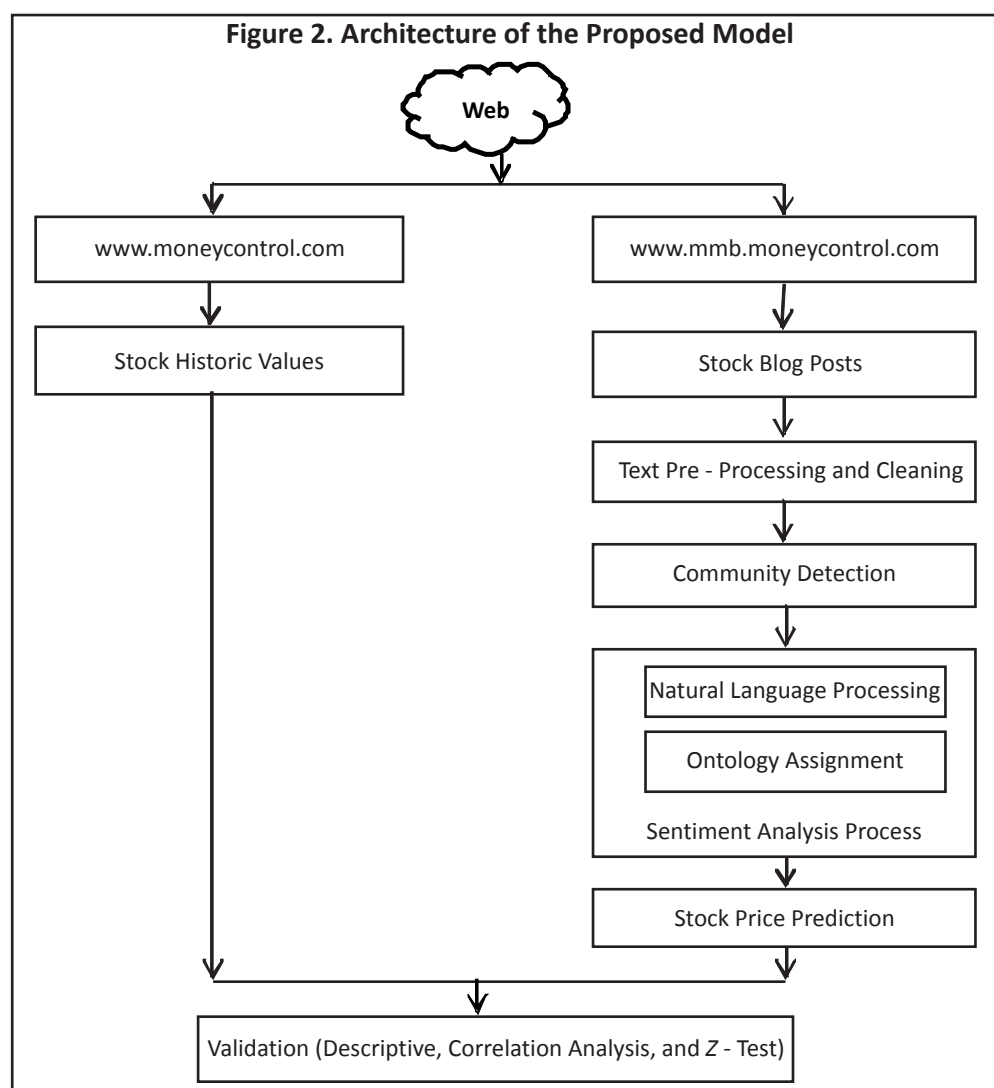 Figure 2. Architecture of the Proposed Model
Web
www.moneycontrol.com
www.mmb.moneycontrol.com
Stock Historic Values
Stock Blog Posts
Text Pre - Processing and Cleaning
Community Detection
Natural Language Processing
Ontology Assignment
Sentiment Analysis Process
Stock Price Prediction
Validation (Descriptive, Correlation Analysis, and Z - Test)